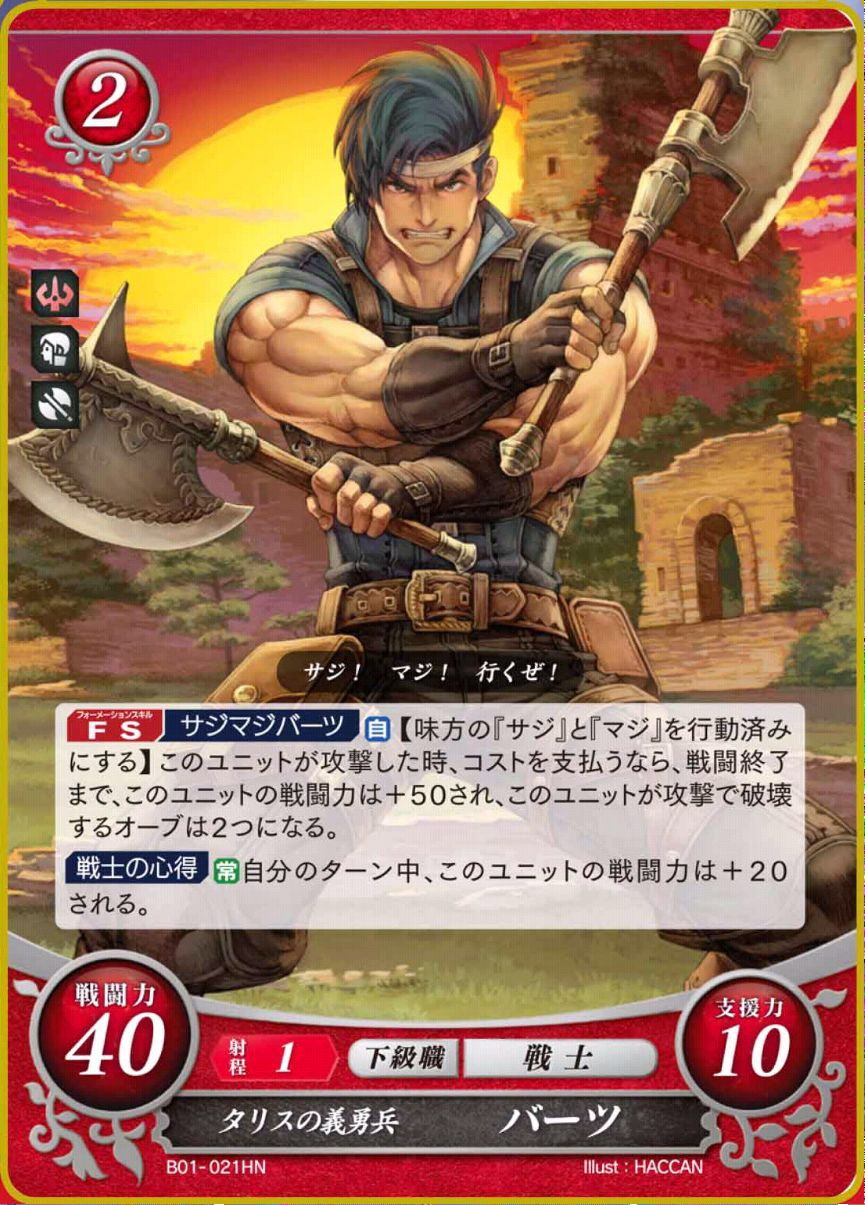 2
サジ！ マジ！ 行くぜ！
フォーメーションスキル
FS サジマジバーツ 自【味方の『サジ』と『マジ』を行動済み
にする】このユニットが攻撃した時、コストを支払うなら、戦闘終了
まで、このユニットの戦闘力は＋50され、このユニットが攻撃で破壊
するオーブは2つになる。
戦士の心得 常 自分のターン中、このユニットの戦闘力は＋20
される。
戦闘力
40
射程 1 下級職 戦士
支援力
10
タリスの義勇兵 バーツ
B01-021HN Illust : HACCAN